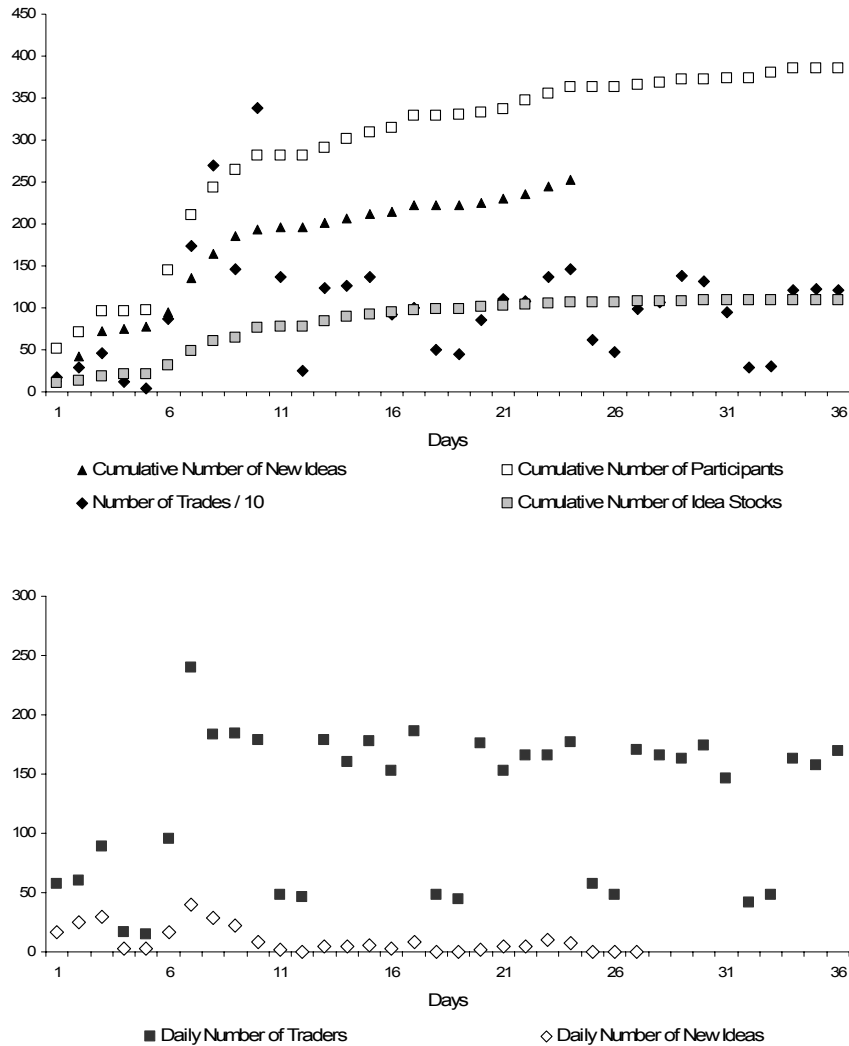 450
400
350
300
250
200
150
100
50
0
1 6 11 16 21 26 31 36
Days
Cumulative Number of New Ideas Cumulative Number of Participants
Number of Trades / 10 Cumulative Number of Idea Stocks
300
250
200
150
100
50
0
1 6 11 16 21 26 31 36
Days
Daily Number of Traders Daily Number of New Ideas